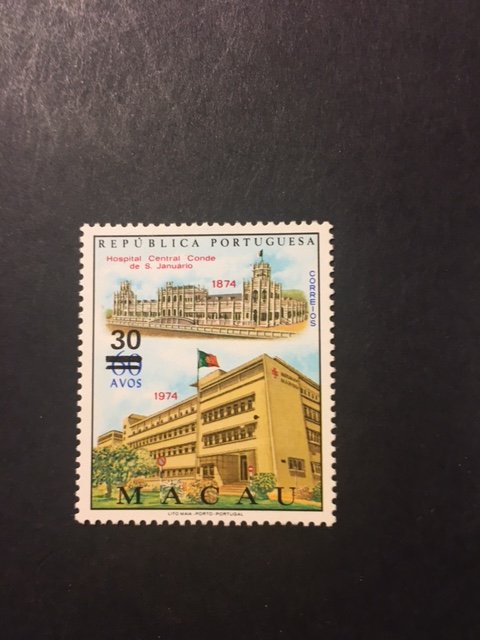 REPÚBLICA PORTUGUESA
Hospital Central Conde
de S. Januário
1874
CORREIOS
30
60
AVOS
1974
MACAU
LITO MAIA - PORTO - PORTUGAL